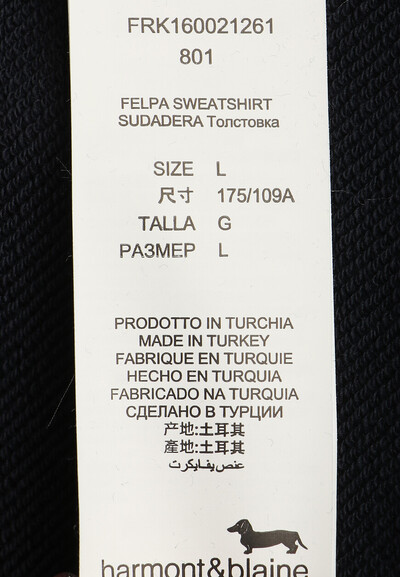 FRK160021261
801
FELPA SWEATSHIRT
SUDADERA Толстовка
SIZE L
尺寸 175/109A
TALLA G
РАЗМЕР L
PRODOTTO IN TURCHIA
MADE IN TURKEY
FABRIQUE EN TURQUIE
HECHO EN TURQUIA
FABRICADO NA TURQUIA
СДЕЛАНО В ТУРЦИИ
产地:土耳其
產地:土耳其
harmont&blaine